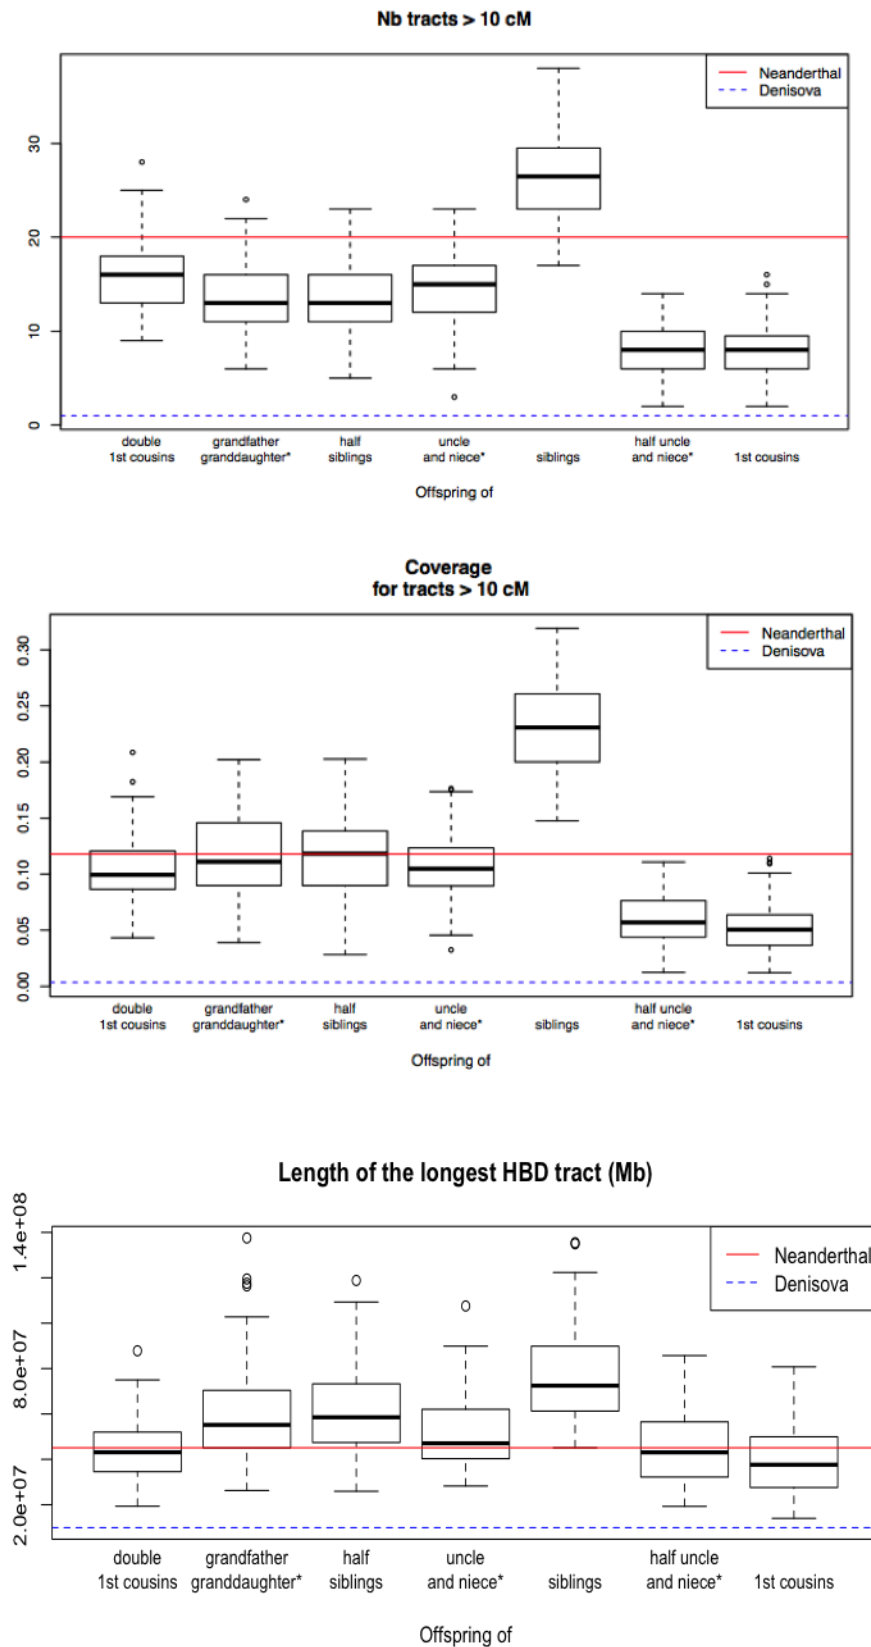 Nb tracts > 10 cM
Neanderthal
Denisova
30
20
10
0
double
1st cousins
grandfather
granddaughter*
half
siblings
uncle
and niece*
siblings
half uncle
and niece*
1st cousins
Offspring of
Coverage
for tracts > 10 cM
Neanderthal
Denisova
0.30
0.25
0.20
0.15
0.10
0.05
0.00
double
1st cousins
grandfather
granddaughter*
half
siblings
uncle
and niece*
siblings
half uncle
and niece*
1st cousins
Offspring of
Length of the longest HBD tract (Mb)
Neanderthal
Denisova
1.4e+08
8.0e+07
2.0e+07
double
1st cousins
grandfather
granddaughter*
half
siblings
uncle
and niece*
siblings
half uncle
and niece*
1st cousins
Offspring of